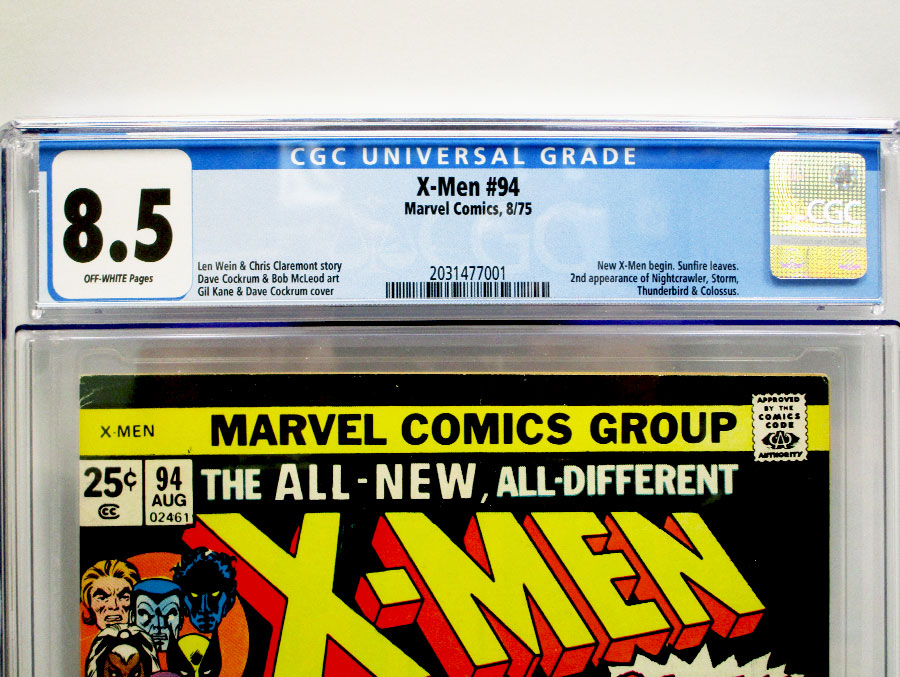 CGC UNIVERSAL GRADE
8.5
OFF-WHITE Pages
X-Men #94
Marvel Comics, 8/75
Len Wein & Chris Claremont story
Dave Cockrum & Bob McLeod art
Gil Kane & Dave Cockrum cover
2031477001
New X-Men begin. Sunfire leaves.
2nd appearance of Nightcrawler, Storm,
Thunderbird & Colossus.
CGC
X-MEN
MARVEL COMICS GROUP
APPROVED
BY THE
COMICS
CODE
AUTHORITY
25¢
CC
94
AUG
02461
THE ALL-NEW, ALL-DIFFERENT
X-MEN